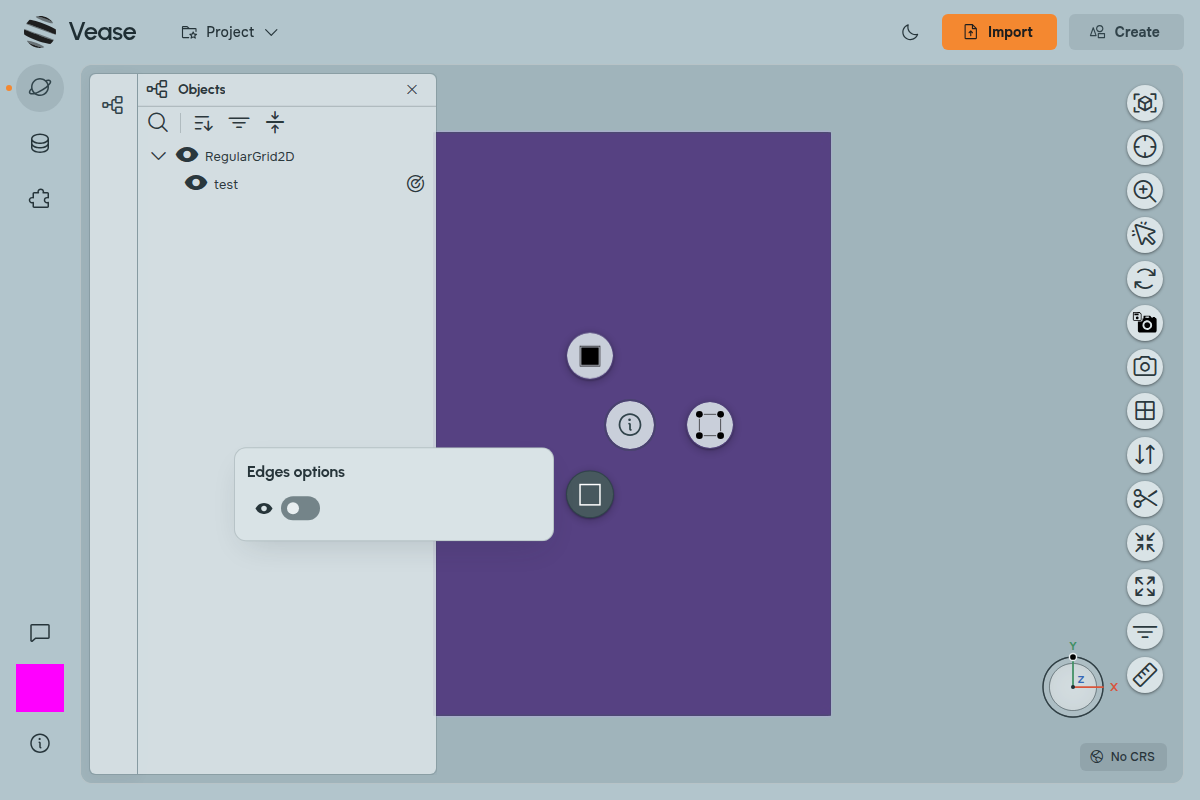 Vease
Project
Import
Create
Objects
RegularGrid2D
test
Edges options
Y
Z
X
No CRS